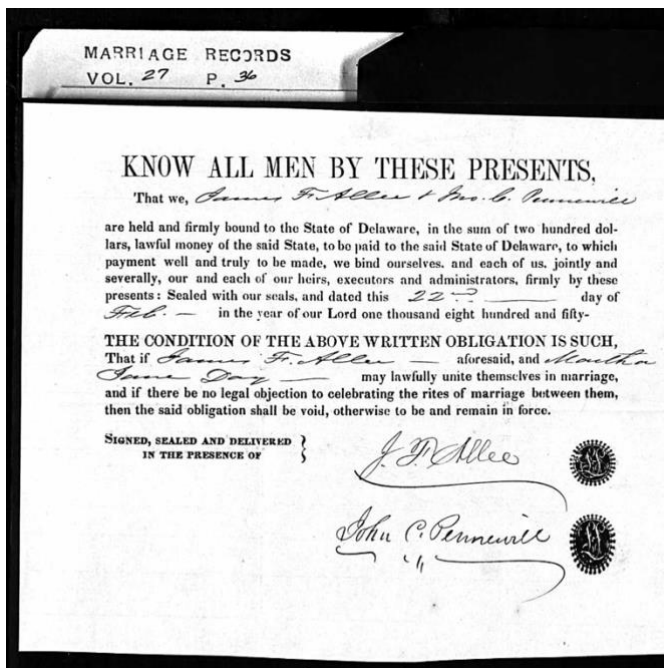 MARRIAGE RECORDS
VOL. 27 P. 36
KNOW ALL MEN BY THESE PRESENTS,
That we, James F. Allee & Jno. C. Pennewill
are held and firmly bound to the State of Delaware, in the sum of two hundred dol-
lars, lawful money of the said State, to be paid to the said State of Delaware, to which
payment well and truly to be made, we bind ourselves. and each of us, jointly and
severally, our and each of our heirs, executors and administrators, firmly by these
presents: Sealed with our seals, and dated this 22nd day of
Feb. — in the year of our Lord one thousand eight hundred and fifty-
THE CONDITION OF THE ABOVE WRITTEN OBLIGATION IS SUCH,
That if James F. Allee — aforesaid, and Martha
Jane Day — may lawfully unite themselves in marriage,
and if there be no legal objection to celebrating the rites of marriage between them,
then the said obligation shall be void, otherwise to be and remain in force.
SIGNED, SEALED AND DELIVERED
IN THE PRESENCE OF
J. F. Allee
John C. Pennewill